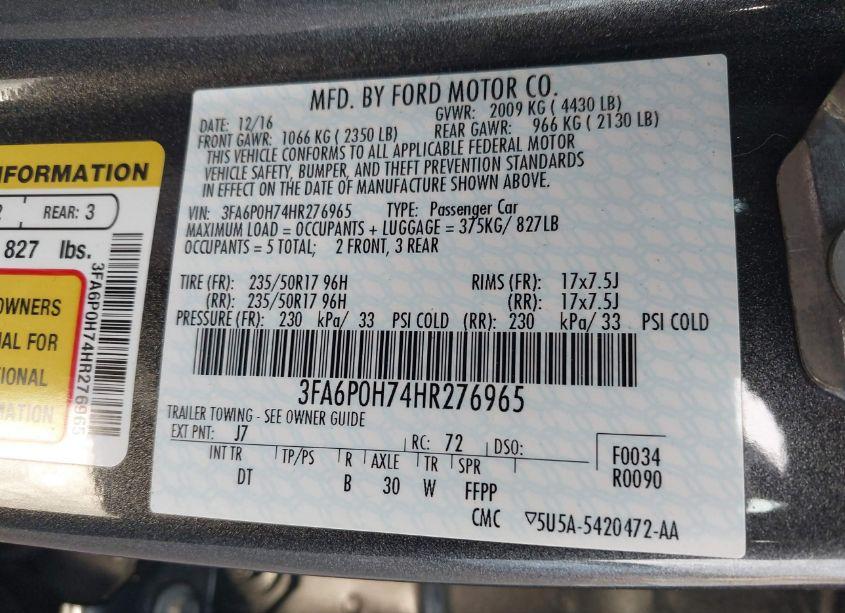 NFORMATION
2 REAR: 3
827 lbs.
OWNERS
AL FOR
TIONAL
MATION
3FA6P0H74HR276965
MFD. BY FORD MOTOR CO.
DATE: 12/16 GVWR: 2009 KG ( 4430 LB)
FRONT GAWR: 1066 KG ( 2350 LB) REAR GAWR: 966 KG ( 2130 LB)
THIS VEHICLE CONFORMS TO ALL APPLICABLE FEDERAL MOTOR
VEHICLE SAFETY, BUMPER, AND THEFT PREVENTION STANDARDS
IN EFFECT ON THE DATE OF MANUFACTURE SHOWN ABOVE.
VIN: 3FA6P0H74HR276965 TYPE: Passenger Car
MAXIMUM LOAD = OCCUPANTS + LUGGAGE = 375KG/ 827LB
OCCUPANTS = 5 TOTAL; 2 FRONT, 3 REAR
TIRE (FR): 235/50R17 96H RIMS (FR): 17x7.5J
(RR): 235/50R17 96H (RR): 17x7.5J
PRESSURE (FR): 230 kPa/ 33 PSI COLD (RR): 230 kPa/ 33 PSI COLD
3FA6P0H74HR276965
TRAILER TOWING - SEE OWNER GUIDE
EXT PNT: J7 RC: 72 DSO: F0034
INT TR TP/PS R AXLE TR SPR R0090
DT B 30 W FFPP
CMC ▽5U5A-5420472-AA